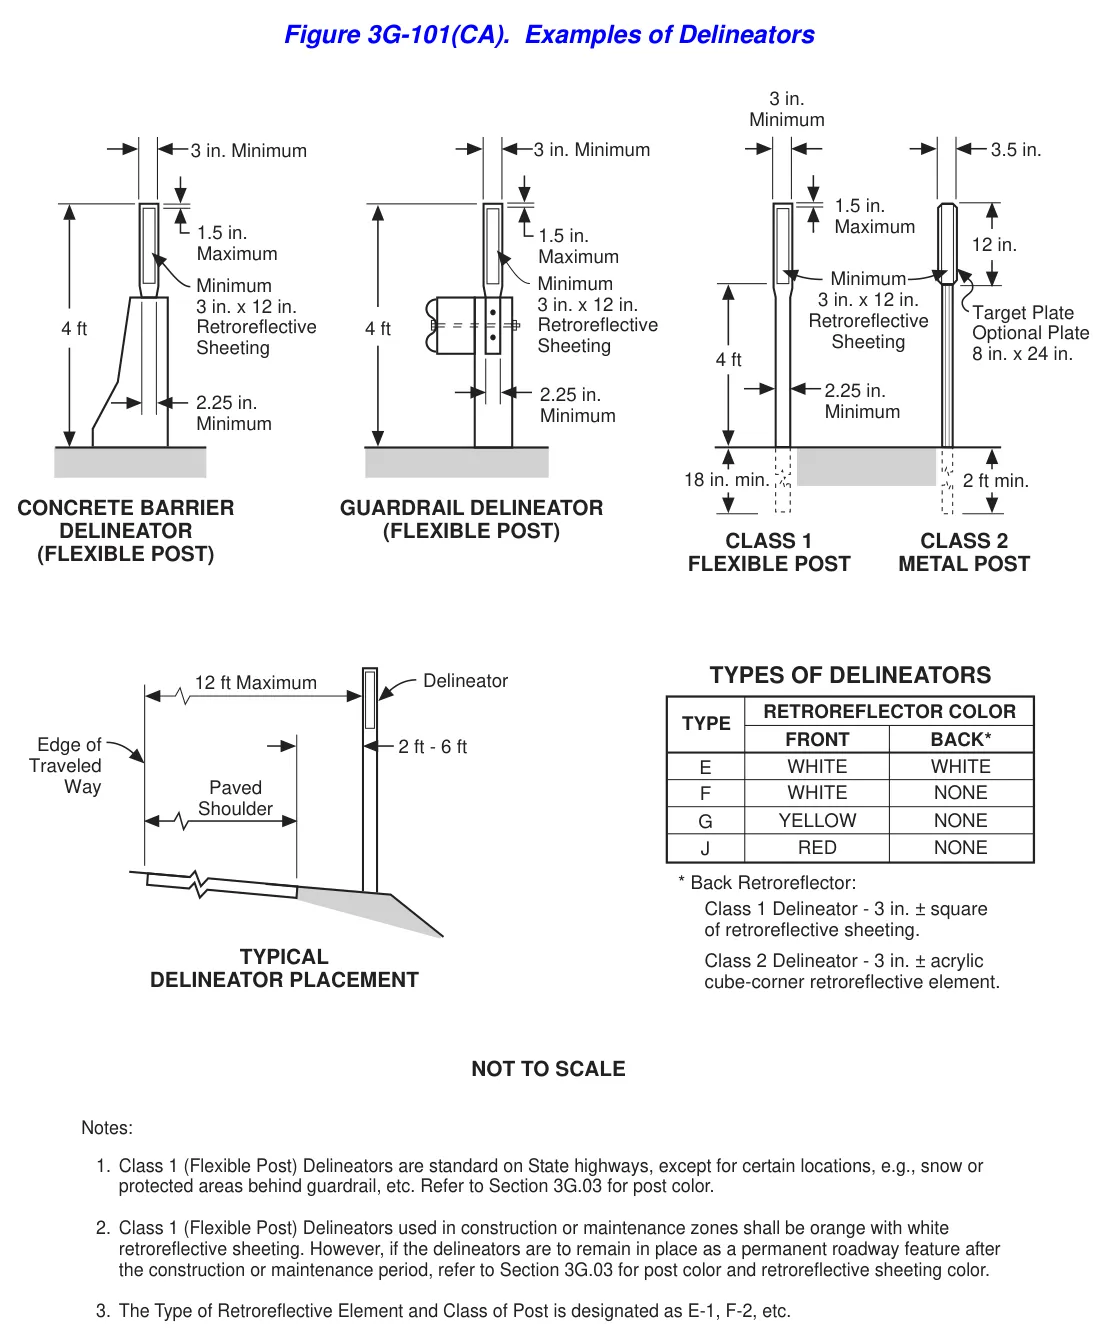 Figure 3G-101(CA).  Examples of Delineators
3 in. Minimum
1.5 in.
Maximum
Minimum
3 in. x 12 in.
Retroreflective
Sheeting
4 ft
2.25 in.
Minimum
CONCRETE BARRIER
DELINEATOR
(FLEXIBLE POST)
3 in. Minimum
1.5 in.
Maximum
Minimum
3 in. x 12 in.
Retroreflective
Sheeting
4 ft
2.25 in.
Minimum
GUARDRAIL DELINEATOR
(FLEXIBLE POST)
3 in.
Minimum
3.5 in.
1.5 in.
Maximum
12 in.
Minimum
3 in. x 12 in.
Retroreflective
Sheeting
Target Plate
Optional Plate
8 in. x 24 in.
4 ft
2.25 in.
Minimum
18 in. min.
2 ft min.
CLASS 1
FLEXIBLE POST
CLASS 2
METAL POST
12 ft Maximum
Delineator
Edge of
Traveled
Way
2 ft - 6 ft
Paved
Shoulder
TYPICAL
DELINEATOR PLACEMENT
TYPES OF DELINEATORS
TYPE
RETROREFLECTOR COLOR
FRONT BACK*
E WHITE WHITE
F WHITE NONE
G YELLOW NONE
J RED NONE
* Back Retroreflector:
Class 1 Delineator - 3 in. ± square
of retroreflective sheeting.
Class 2 Delineator - 3 in. ± acrylic
cube-corner retroreflective element.
NOT TO SCALE
Notes:
1. Class 1 (Flexible Post) Delineators are standard on State highways, except for certain locations, e.g., snow or
protected areas behind guardrail, etc. Refer to Section 3G.03 for post color.
2. Class 1 (Flexible Post) Delineators used in construction or maintenance zones shall be orange with white
retroreflective sheeting. However, if the delineators are to remain in place as a permanent roadway feature after
the construction or maintenance period, refer to Section 3G.03 for post color and retroreflective sheeting color.
3. The Type of Retroreflective Element and Class of Post is designated as E-1, F-2, etc.